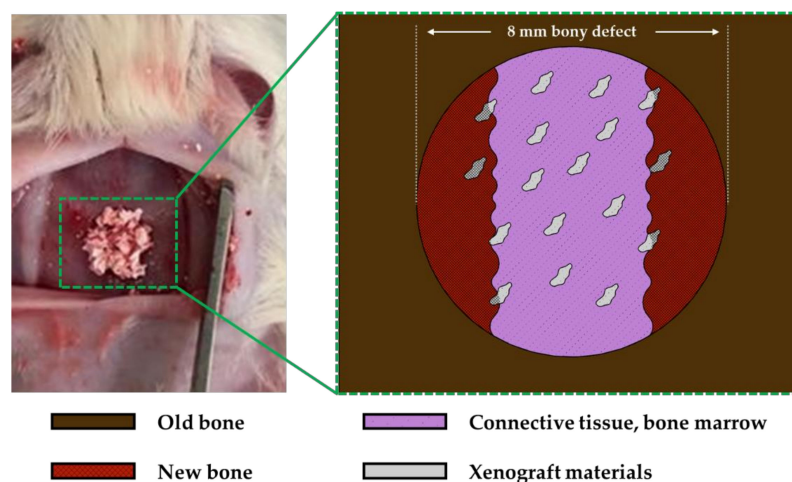 8 mm bony defect
Old bone
Connective tissue, bone marrow
New bone
Xenograft materials